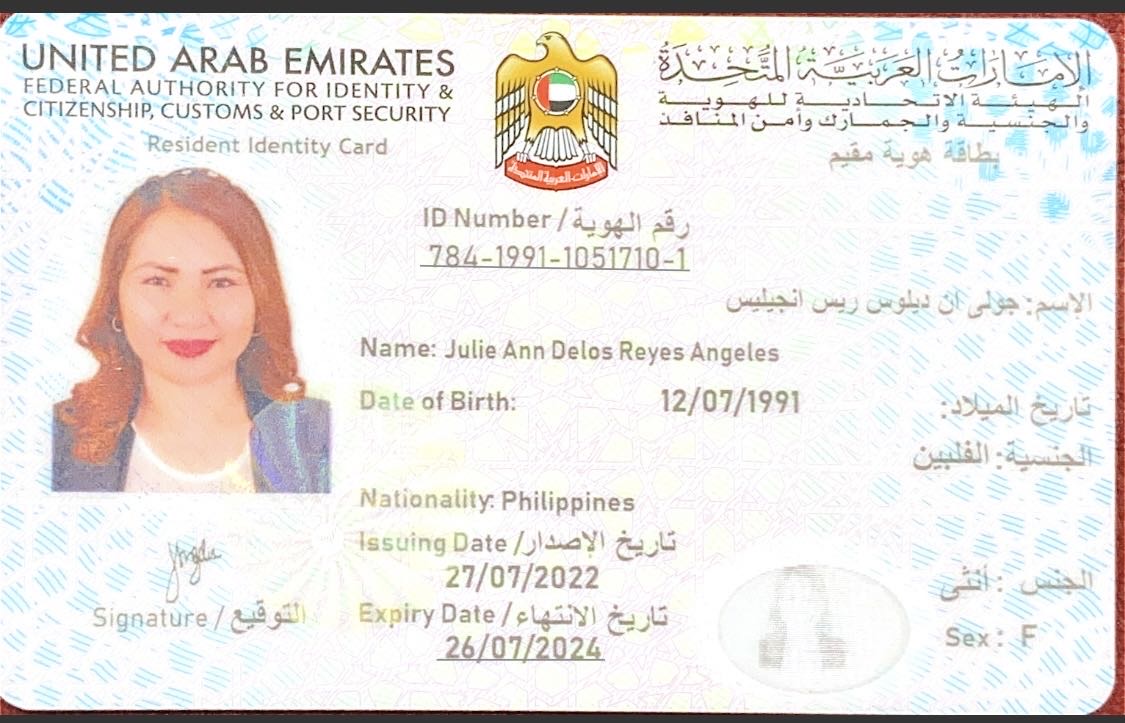 UNITED ARAB EMIRATES
FEDERAL AUTHORITY FOR IDENTITY &
CITIZENSHIP, CUSTOMS & PORT SECURITY
Resident Identity Card
الإمارات العربية المتحدة
الهيئة الاتحادية للهوية
والجنسية والجمارك وأمن المنافذ
بطاقة هوية مقيم
الإمارات العربية المتحدة
ID Number / رقم الهوية
784-1991-1051710-1
الاسم: جولى ان ديلوس ريس انجيليس
Name: Julie Ann Delos Reyes Angeles
Date of Birth: 12/07/1991 تاريخ الميلاد:
الجنسية: الفلبين
Nationality: Philippines
Issuing Date / تاريخ الإصدار
27/07/2022
Expiry Date / تاريخ الانتهاء
26/07/2024
Signature / التوقيع
الجنس : أنثى
Sex : F